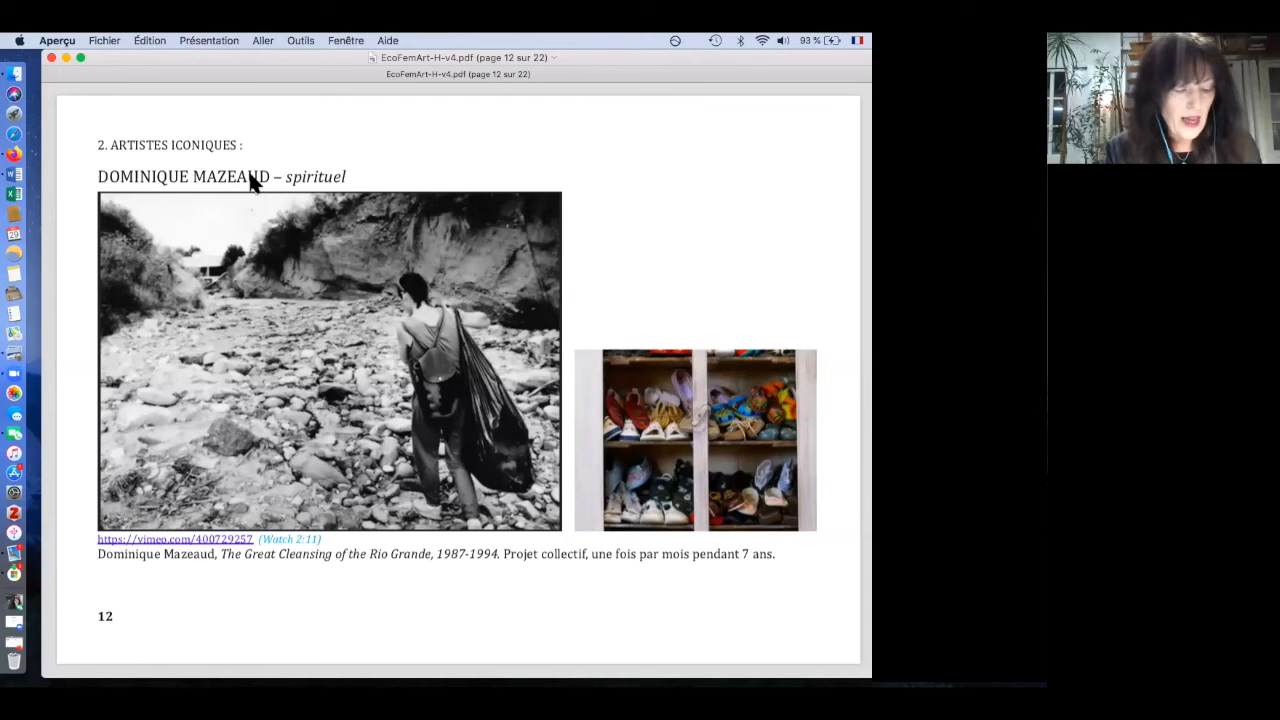 Aperçu Fichier Édition Présentation Aller Outils Fenêtre Aide 93 %
EcoFemArt-H-v4.pdf (page 12 sur 22)
EcoFemArt-H-v4.pdf (page 12 sur 22)
2. ARTISTES ICONIQUES :
DOMINIQUE MAZEAUD – spirituel
https://vimeo.com/400729257 (Watch 2:11)
Dominique Mazeaud, The Great Cleansing of the Rio Grande, 1987-1994. Projet collectif, une fois par mois pendant 7 ans.
12